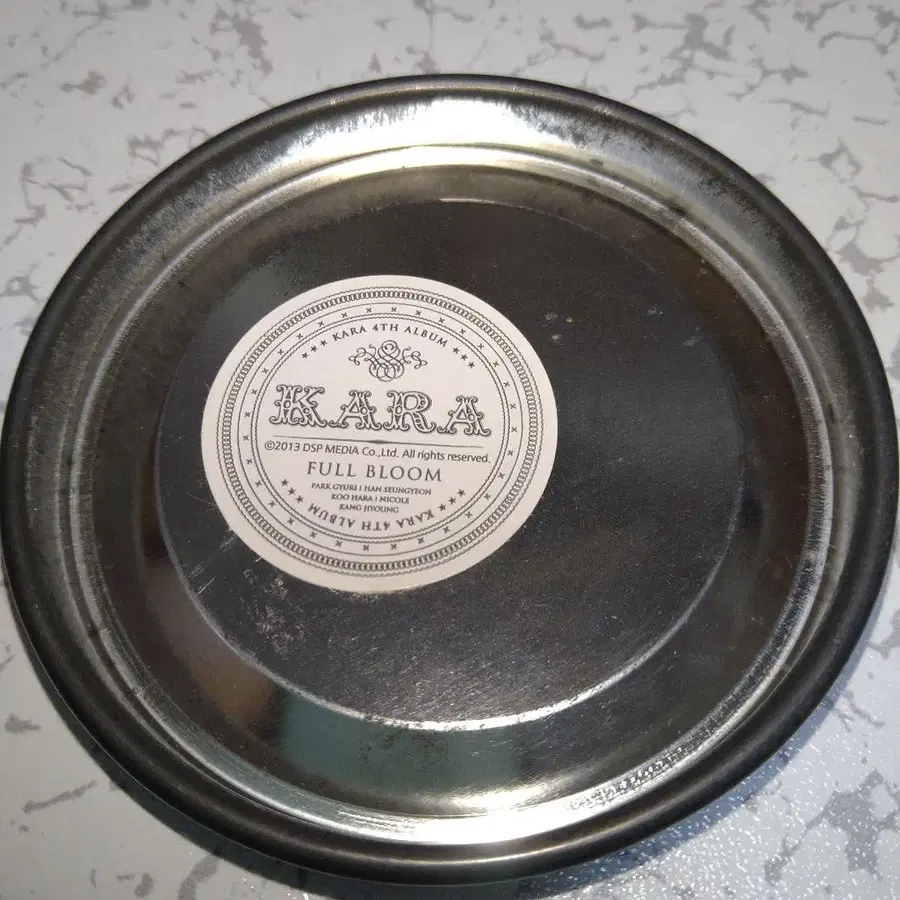 ★★★ KARA 4TH ALBUM ★★★
KARA
©2013 DSP MEDIA Co.,Ltd. All rights reserved.
FULL BLOOM
PARK GYURI | HAN SEUNGYEON
KOO HARA | NICOLE
KANG JIYOUNG
★★★ KARA 4TH ALBUM ★★★